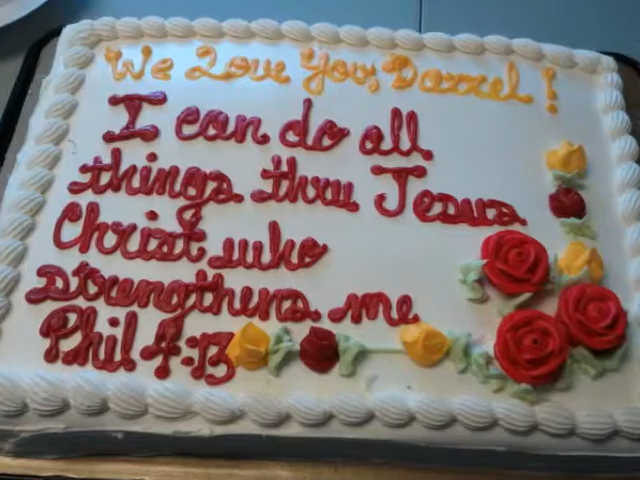 We Love You, Darrel!
I can do all
things thru Jesus
Christ who
strengthens me
Phil 4:13